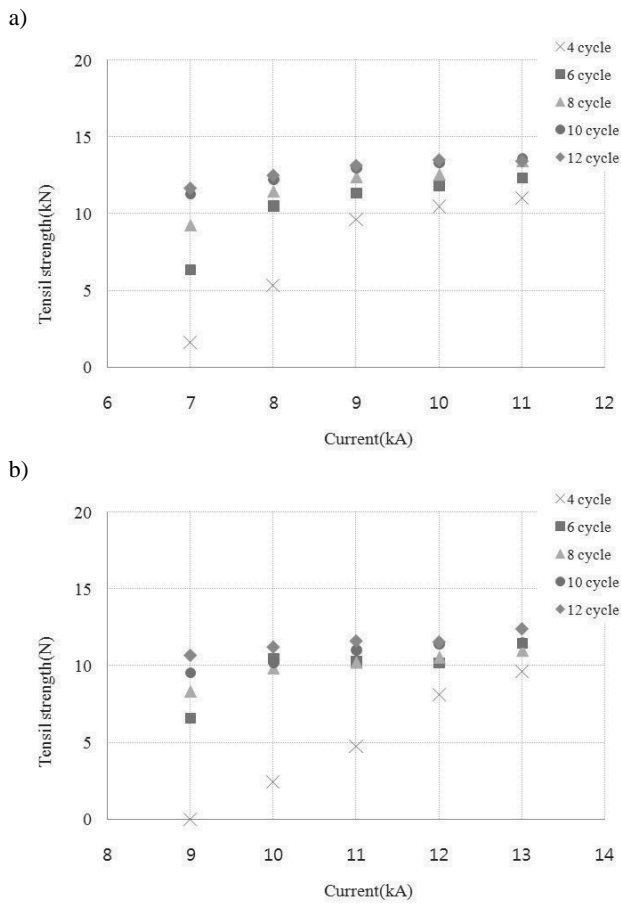 a)
20
15
10
5
0
Tensil strength(kN)
6 7 8 9 10 11 12
Current(kA)
4 cycle
6 cycle
8 cycle
10 cycle
12 cycle
b)
20
15
10
5
0
Tensil strength(N)
8 9 10 11 12 13 14
Current(kA)
4 cycle
6 cycle
8 cycle
10 cycle
12 cycle